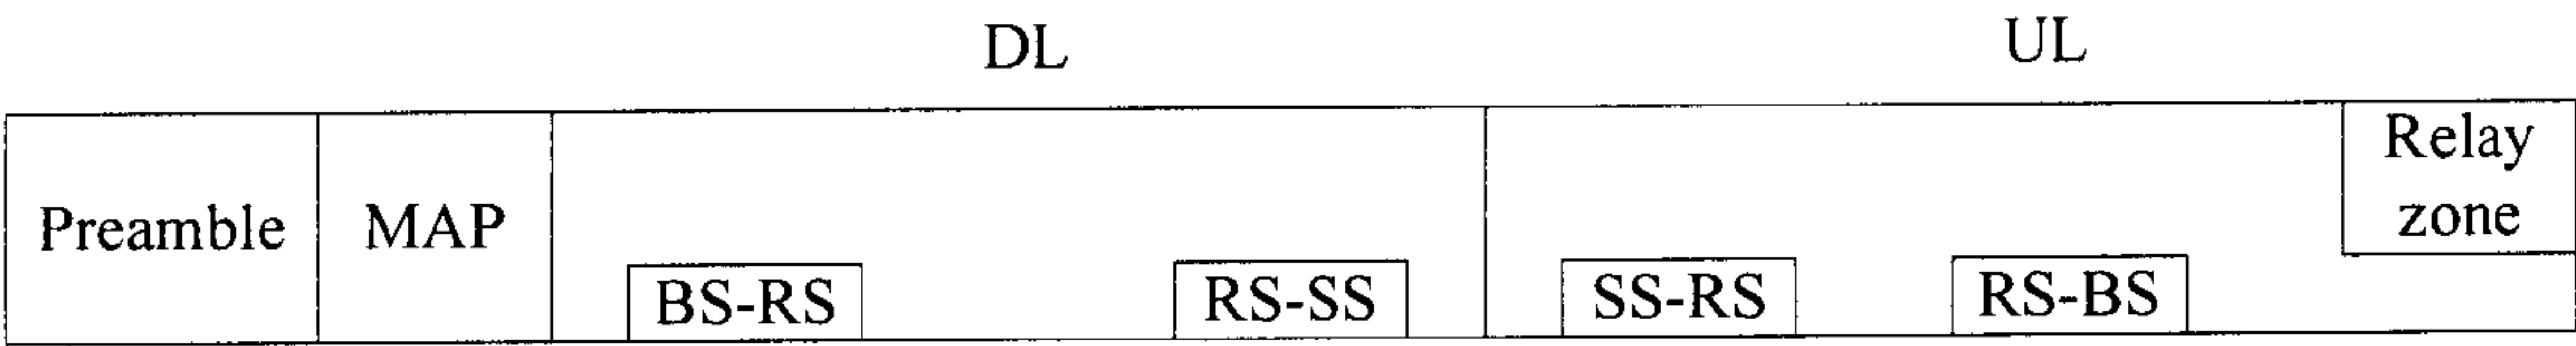 DL
UL
Preamble
MAP
BS-RS
RS-SS
SS-RS
RS-BS
Relay
zone